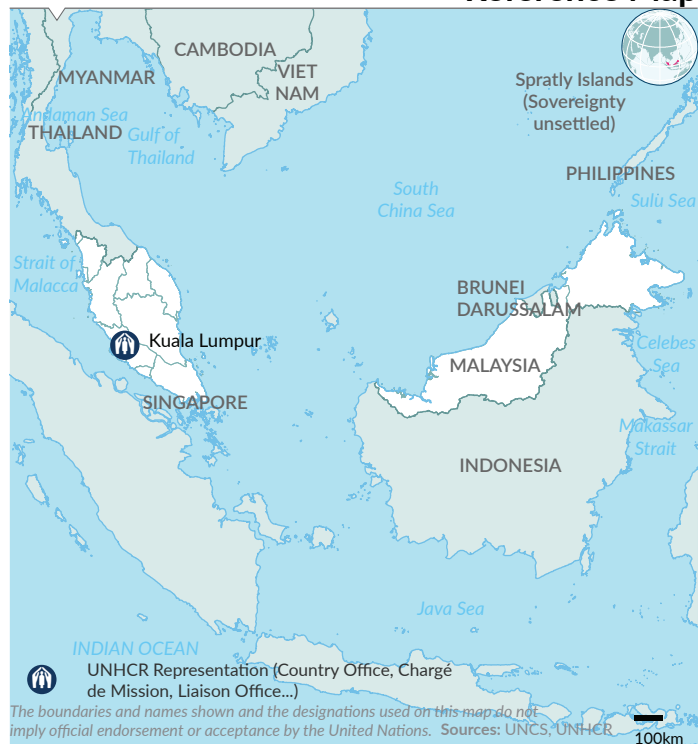 CAMBODIA
VIET
NAM
MYANMAR
Spratly Islands
(Sovereignty
unsettled)
Andaman Sea
THAILAND
Gulf of
Thailand
PHILIPPINES
South
China Sea
Sulu Sea
Strait of
Malacca
BRUNEI
DARUSSALAM
Kuala Lumpur
Celebes
Sea
MALAYSIA
SINGAPORE
Makassar
Strait
INDONESIA
Java Sea
INDIAN OCEAN
UNHCR Representation (Country Office, Chargé
de Mission, Liaison Office...)
The boundaries and names shown and the designations used on this map do not
imply official endorsement or acceptance by the United Nations. Sources: UNCS, UNHCR
100km